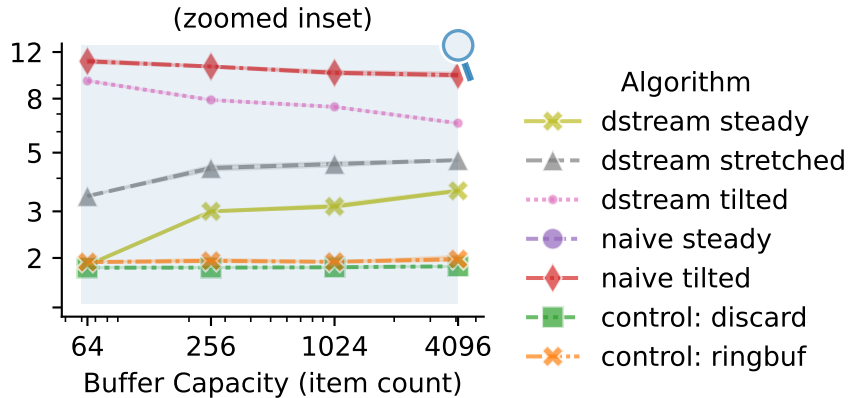 (zoomed inset)
12
8
5
3
2
64 256 1024 4096
Buffer Capacity (item count)
Algorithm
dstream steady
dstream stretched
dstream tilted
naive steady
naive tilted
control: discard
control: ringbuf